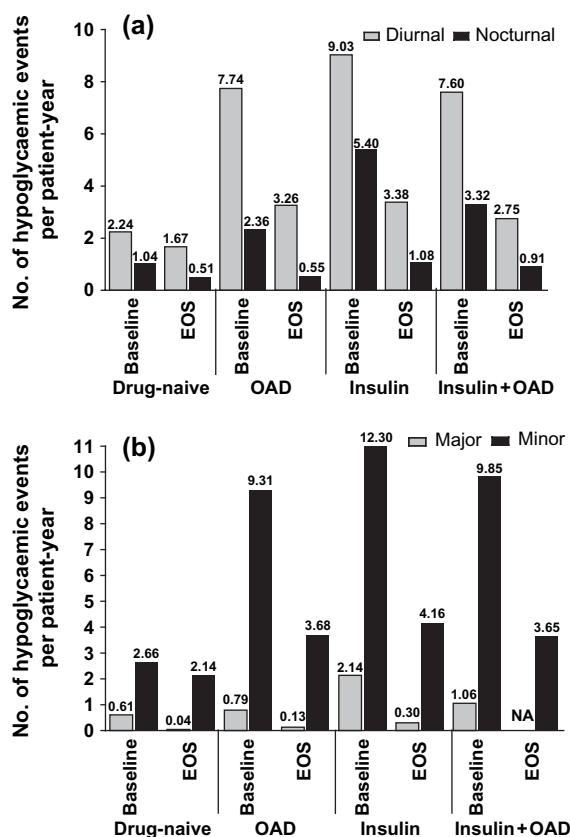 (a)
Diurnal Nocturnal
No. of hypoglycaemic events
per patient-year
10
8
6
4
2
0
2.24 1.04 1.67 0.51 7.74 2.36 3.26 0.55 9.03 5.40 3.38 1.08 7.60 3.32 2.75 0.91
Baseline EOS Baseline EOS Baseline EOS Baseline EOS
Drug-naive OAD Insulin Insulin+OAD
(b)
Major Minor
No. of hypoglycaemic events
per patient-year
11
10
9
8
7
6
5
4
3
2
1
0
0.61 2.66 0.04 2.14 0.79 9.31 0.13 3.68 2.14 12.30 0.30 4.16 1.06 9.85 NA 3.65
Baseline EOS Baseline EOS Baseline EOS Baseline EOS
Drug-naive OAD Insulin Insulin+OAD